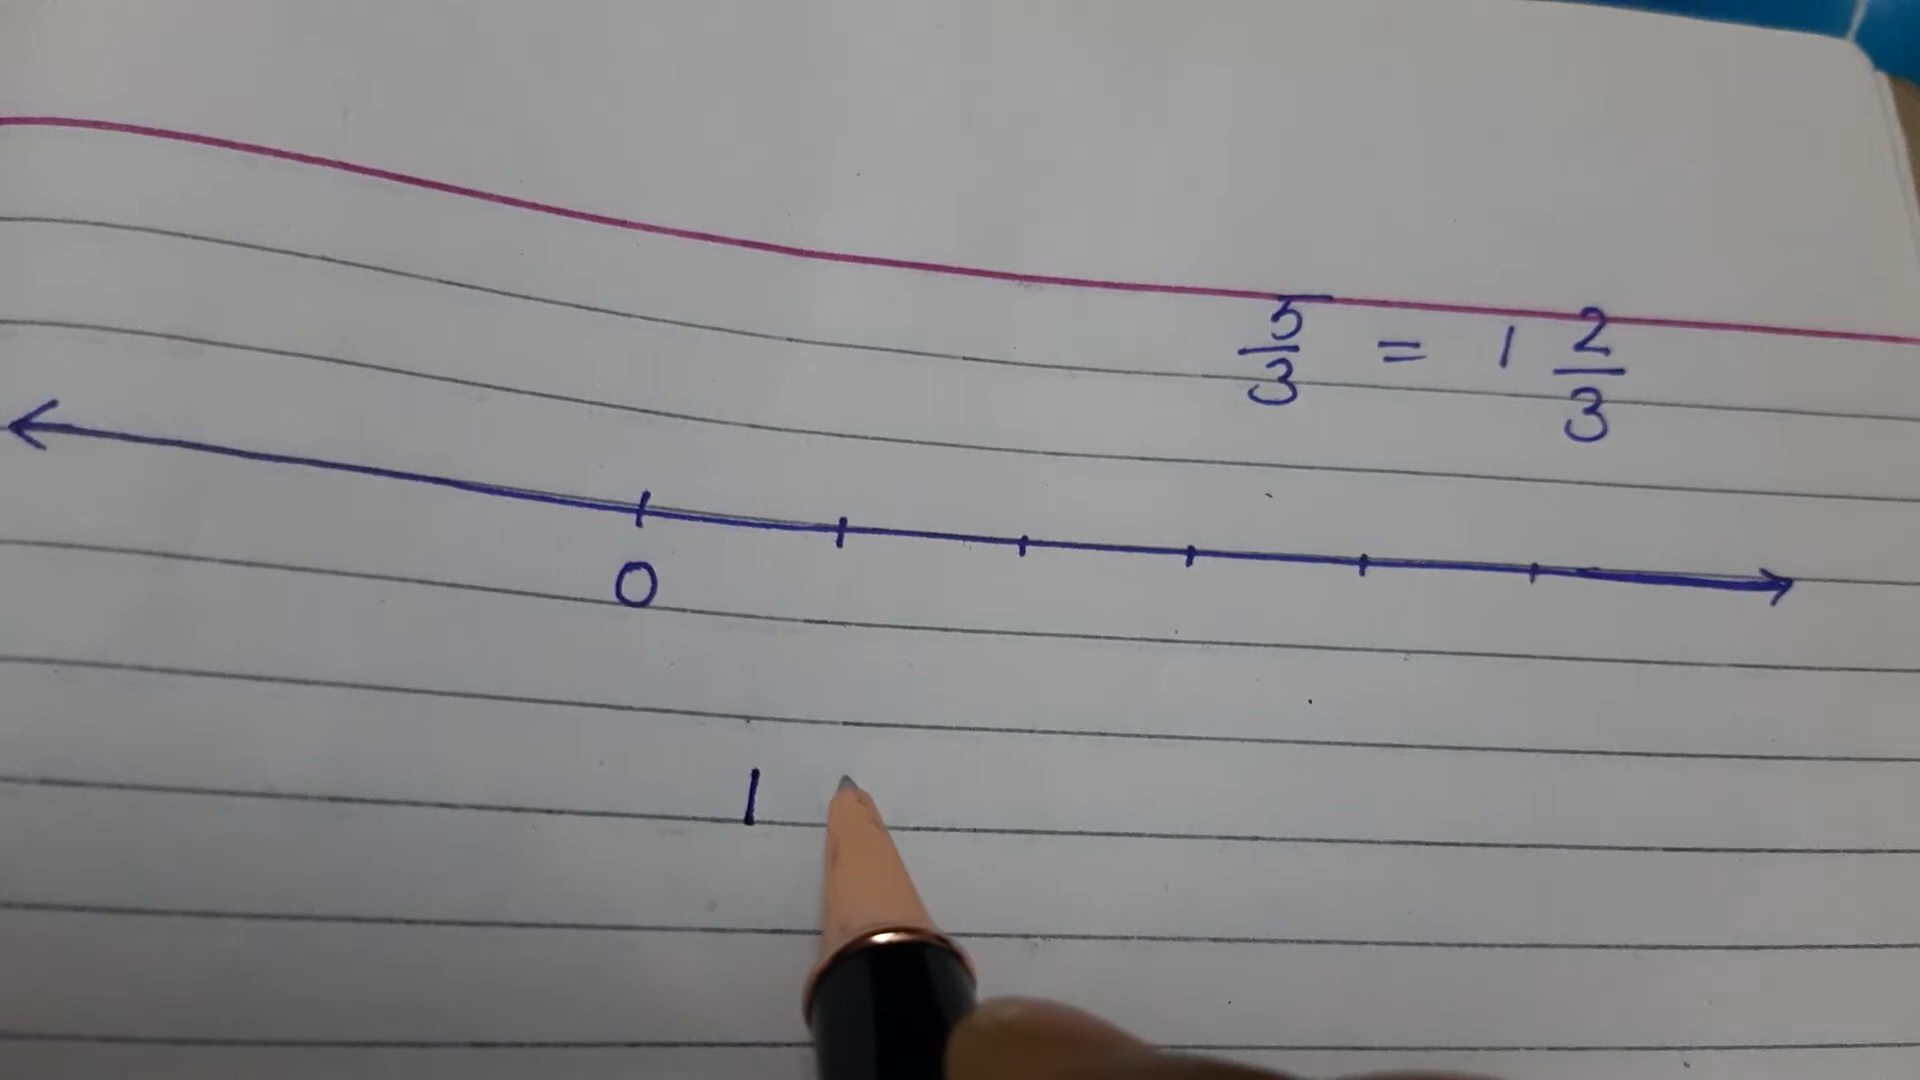 5/3 = 1 2/3
0
1